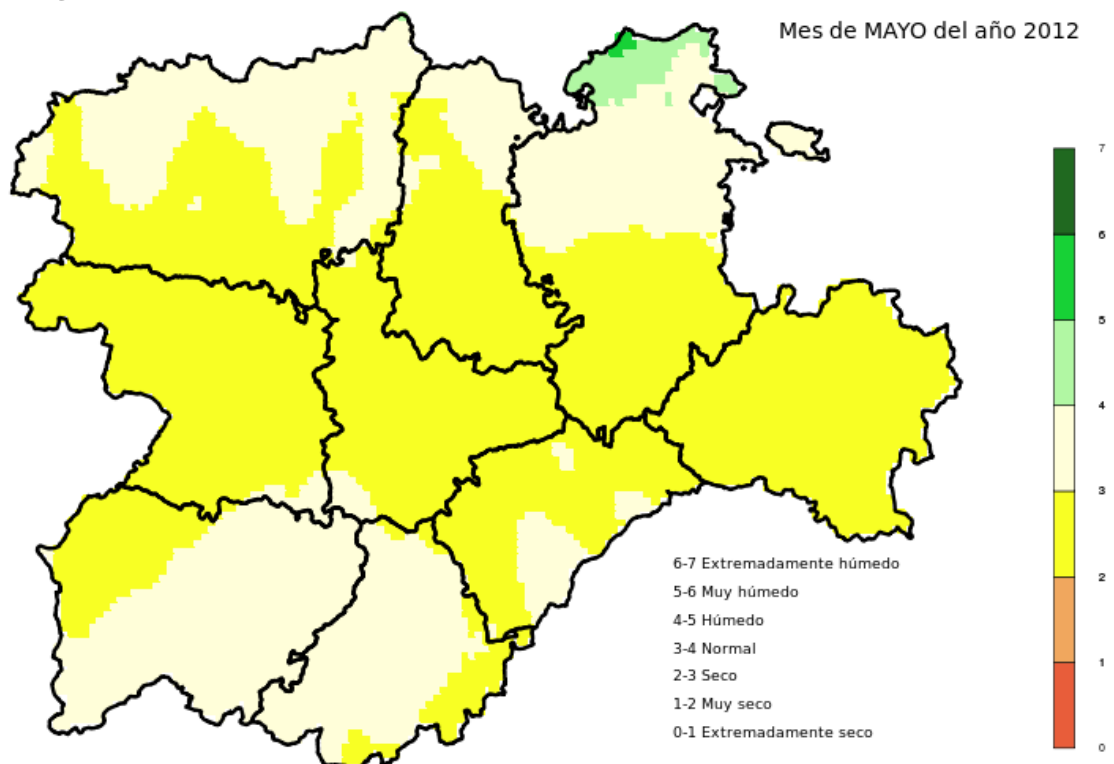 Mes de MAYO del año 2012
7
6
5
4
3
2
1
0
6-7 Extremadamente húmedo
5-6 Muy húmedo
4-5 Húmedo
3-4 Normal
2-3 Seco
1-2 Muy seco
0-1 Extremadamente seco